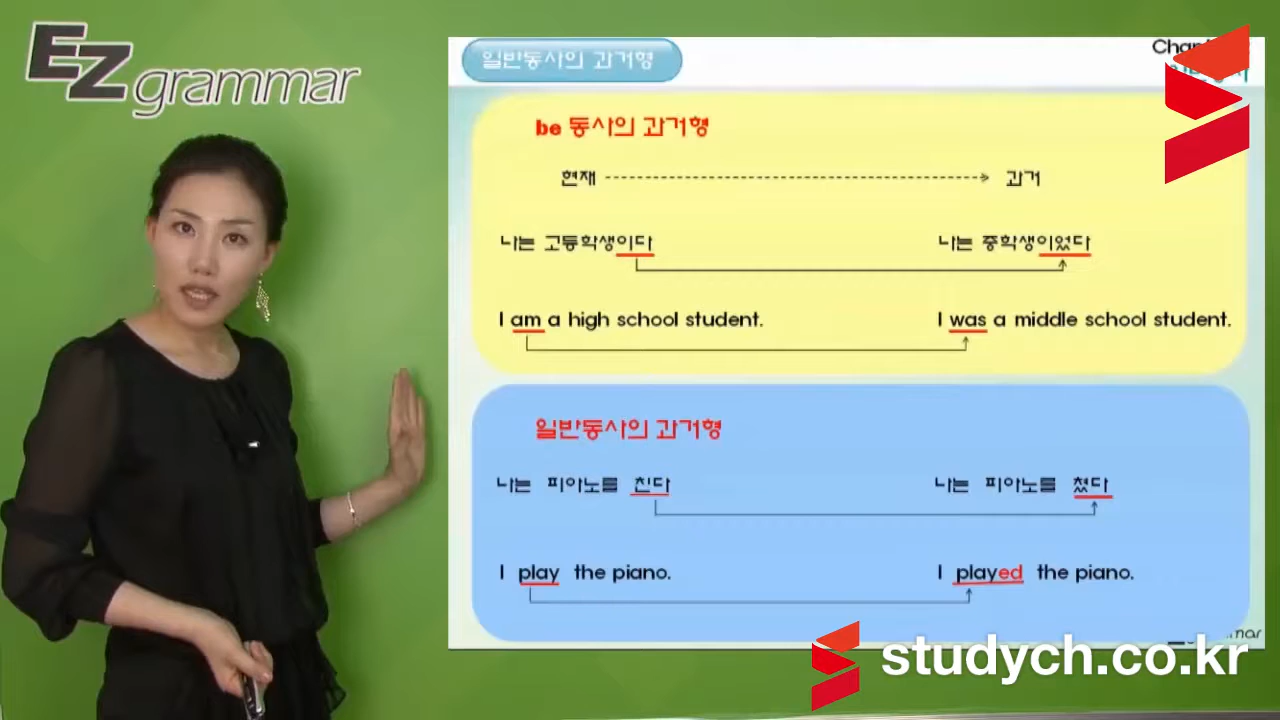 EZ grammar
일반동사의 과거형
be 동사의 과거형
현재 과거
나는 고등학생이다 나는 중학생이었다
I am a high school student. I was a middle school student.
일반동사의 과거형
나는 피아노를 친다 나는 피아노를 쳤다
I play the piano. I played the piano.
studych.co.kr